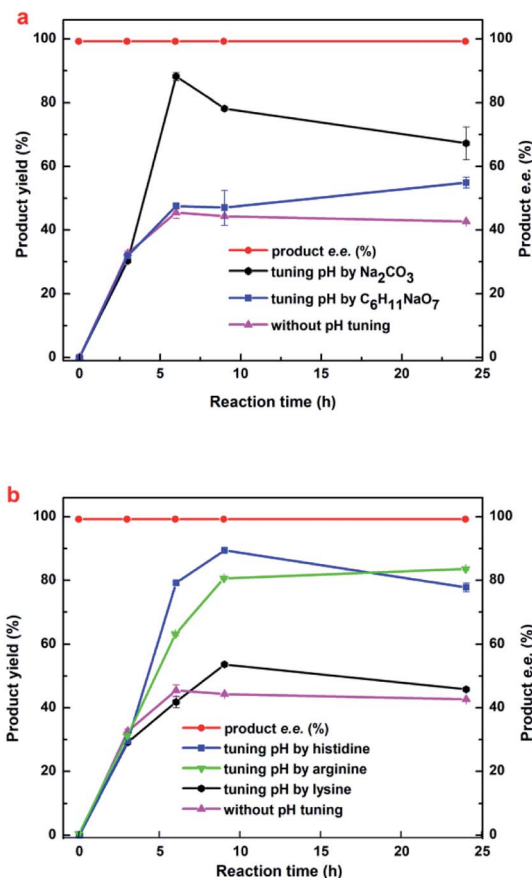 a
100
80
60
40
20
0
Product yield (%)
product e.e. (%)
tuning pH by Na₂CO₃
tuning pH by C₆H₁₁NaO₇
without pH tuning
100
80
60
40
20
0
Product e.e. (%)
0 5 10 15 20 25
Reaction time (h)
b
100
80
60
40
20
0
Product yield (%)
product e.e. (%)
tuning pH by histidine
tuning pH by arginine
tuning pH by lysine
without pH tuning
100
80
60
40
20
0
Product e.e. (%)
0 5 10 15 20 25
Reaction time (h)